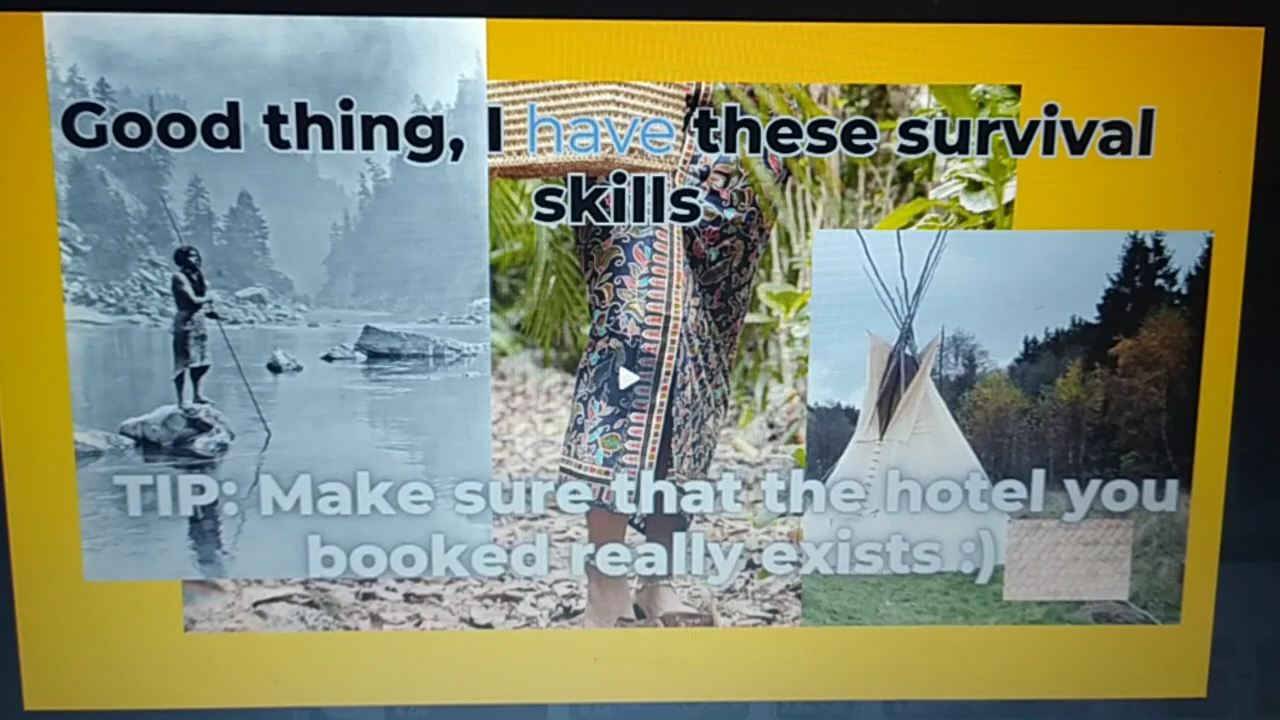 Good thing, I have these survival
skills
TIP: Make sure that the hotel you
booked really exists :)